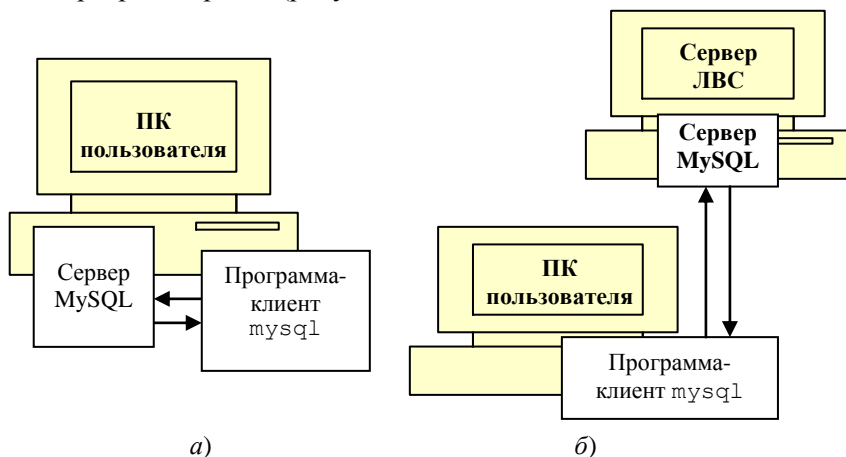 ПК
пользователя
Сервер
MySQL
Программа-
клиент
mysql
а)
Сервер
ЛВС
Сервер
MySQL
ПК
пользователя
Программа-
клиент mysql
б)